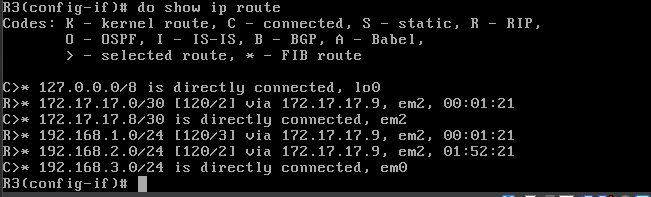 R3(config-if)# do show ip route
Codes: K - kernel route, C - connected, S - static, R - RIP,
O - OSPF, I - IS-IS, B - BGP, A - Babel,
> - selected route, * - FIB route
C>* 127.0.0.0/8 is directly connected, lo0
R>* 172.17.17.0/30 [120/2] via 172.17.17.9, em2, 00:01:21
C>* 172.17.17.8/30 is directly connected, em2
R>* 192.168.1.0/24 [120/3] via 172.17.17.9, em2, 00:01:21
R>* 192.168.2.0/24 [120/2] via 172.17.17.9, em2, 01:52:21
C>* 192.168.3.0/24 is directly connected, em0
R3(config-if)#